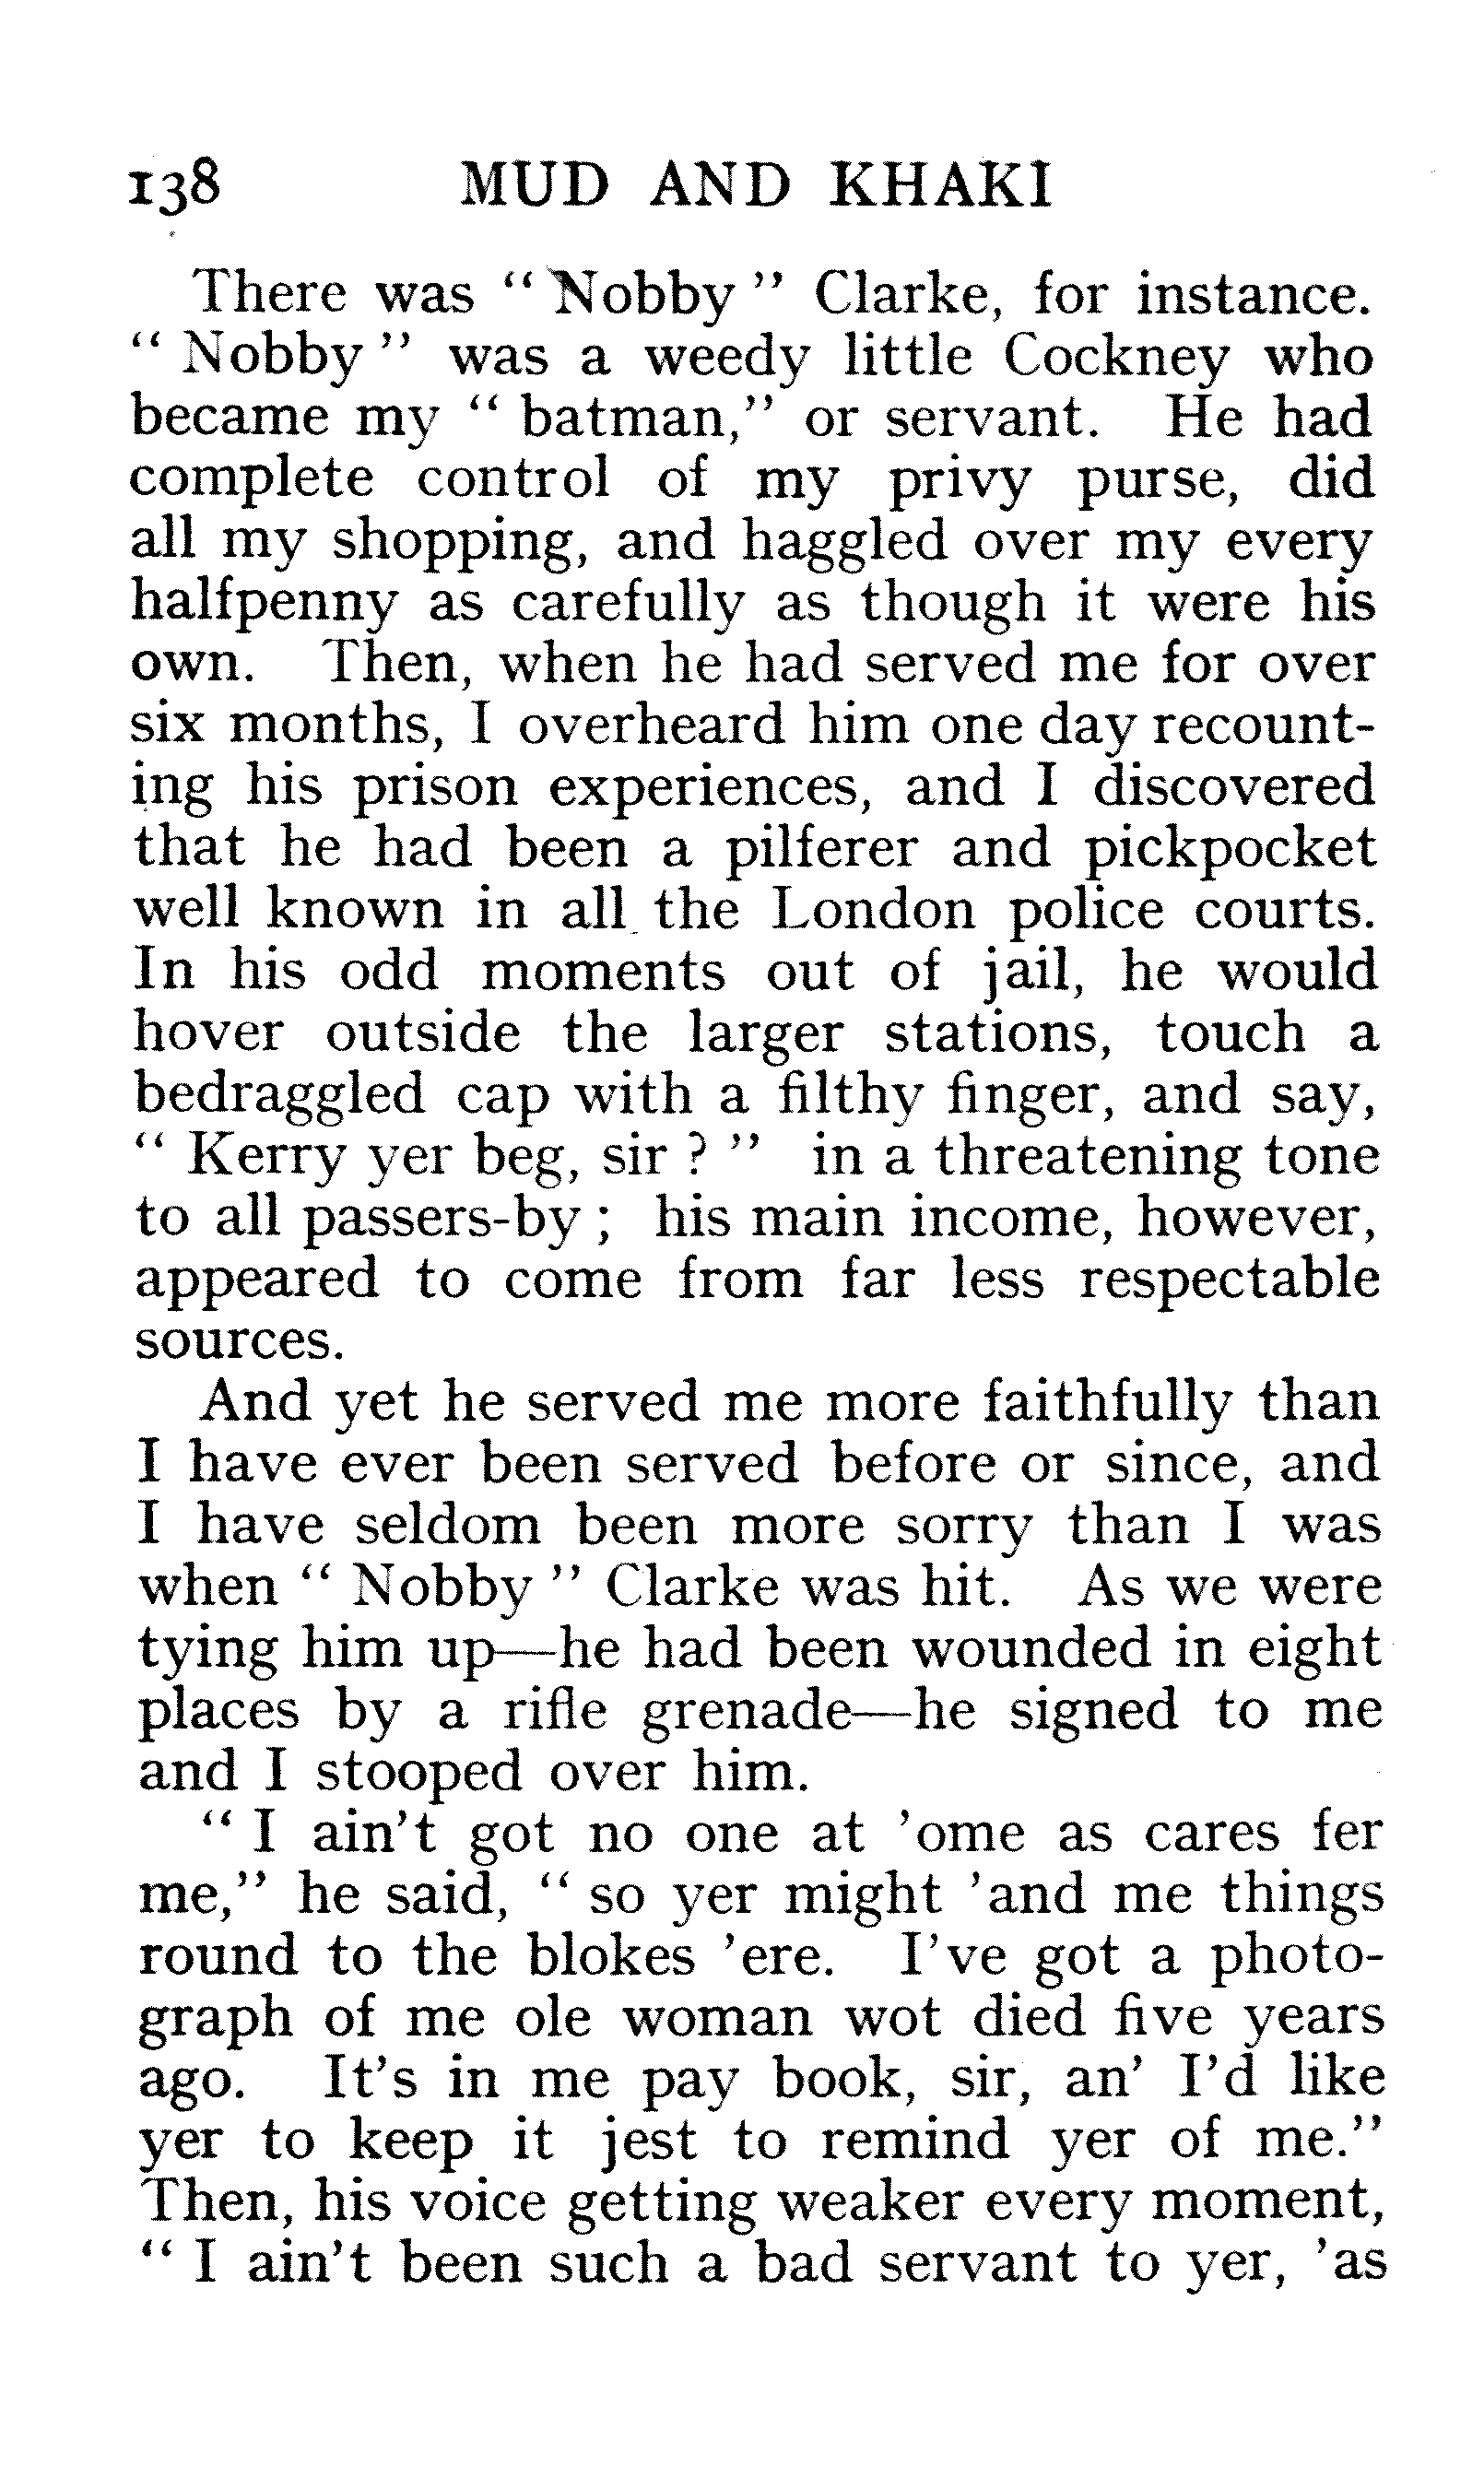 138 MUD AND KHAKI
There was “ Nobby ” Clarke, for instance.
“ Nobby ” was a weedy little Cockney who
became my “ batman,” or servant. He had
complete control of my privy purse, did
all my shopping, and haggled over my every
halfpenny as carefully as though it were his
own. Then, when he had served me for over
six months, I overheard him one day recount-
ing his prison experiences, and I discovered
that he had been a pilferer and pickpocket
well known in all the London police courts.
In his odd moments out of jail, he would
hover outside the larger stations, touch a
bedraggled cap with a filthy finger, and say,
“ Kerry yer beg, sir ? ” in a threatening tone
to all passers-by ; his main income, however,
appeared to come from far less respectable
sources.
And yet he served me more faithfully than
I have ever been served before or since, and
I have seldom been more sorry than I was
when “ Nobby ” Clarke was hit. As we were
tying him up—he had been wounded in eight
places by a rifle grenade—he signed to me
and I stooped over him.
“ I ain't got no one at 'ome as cares fer
me,” he said, “ so yer might 'and me things
round to the blokes 'ere. I've got a photo-
graph of me ole woman wot died five years
ago. It's in me pay book, sir, an' I'd like
yer to keep it jest to remind yer of me.”
Then, his voice getting weaker every moment,
“ I ain't been such a bad servant to yer, 'as